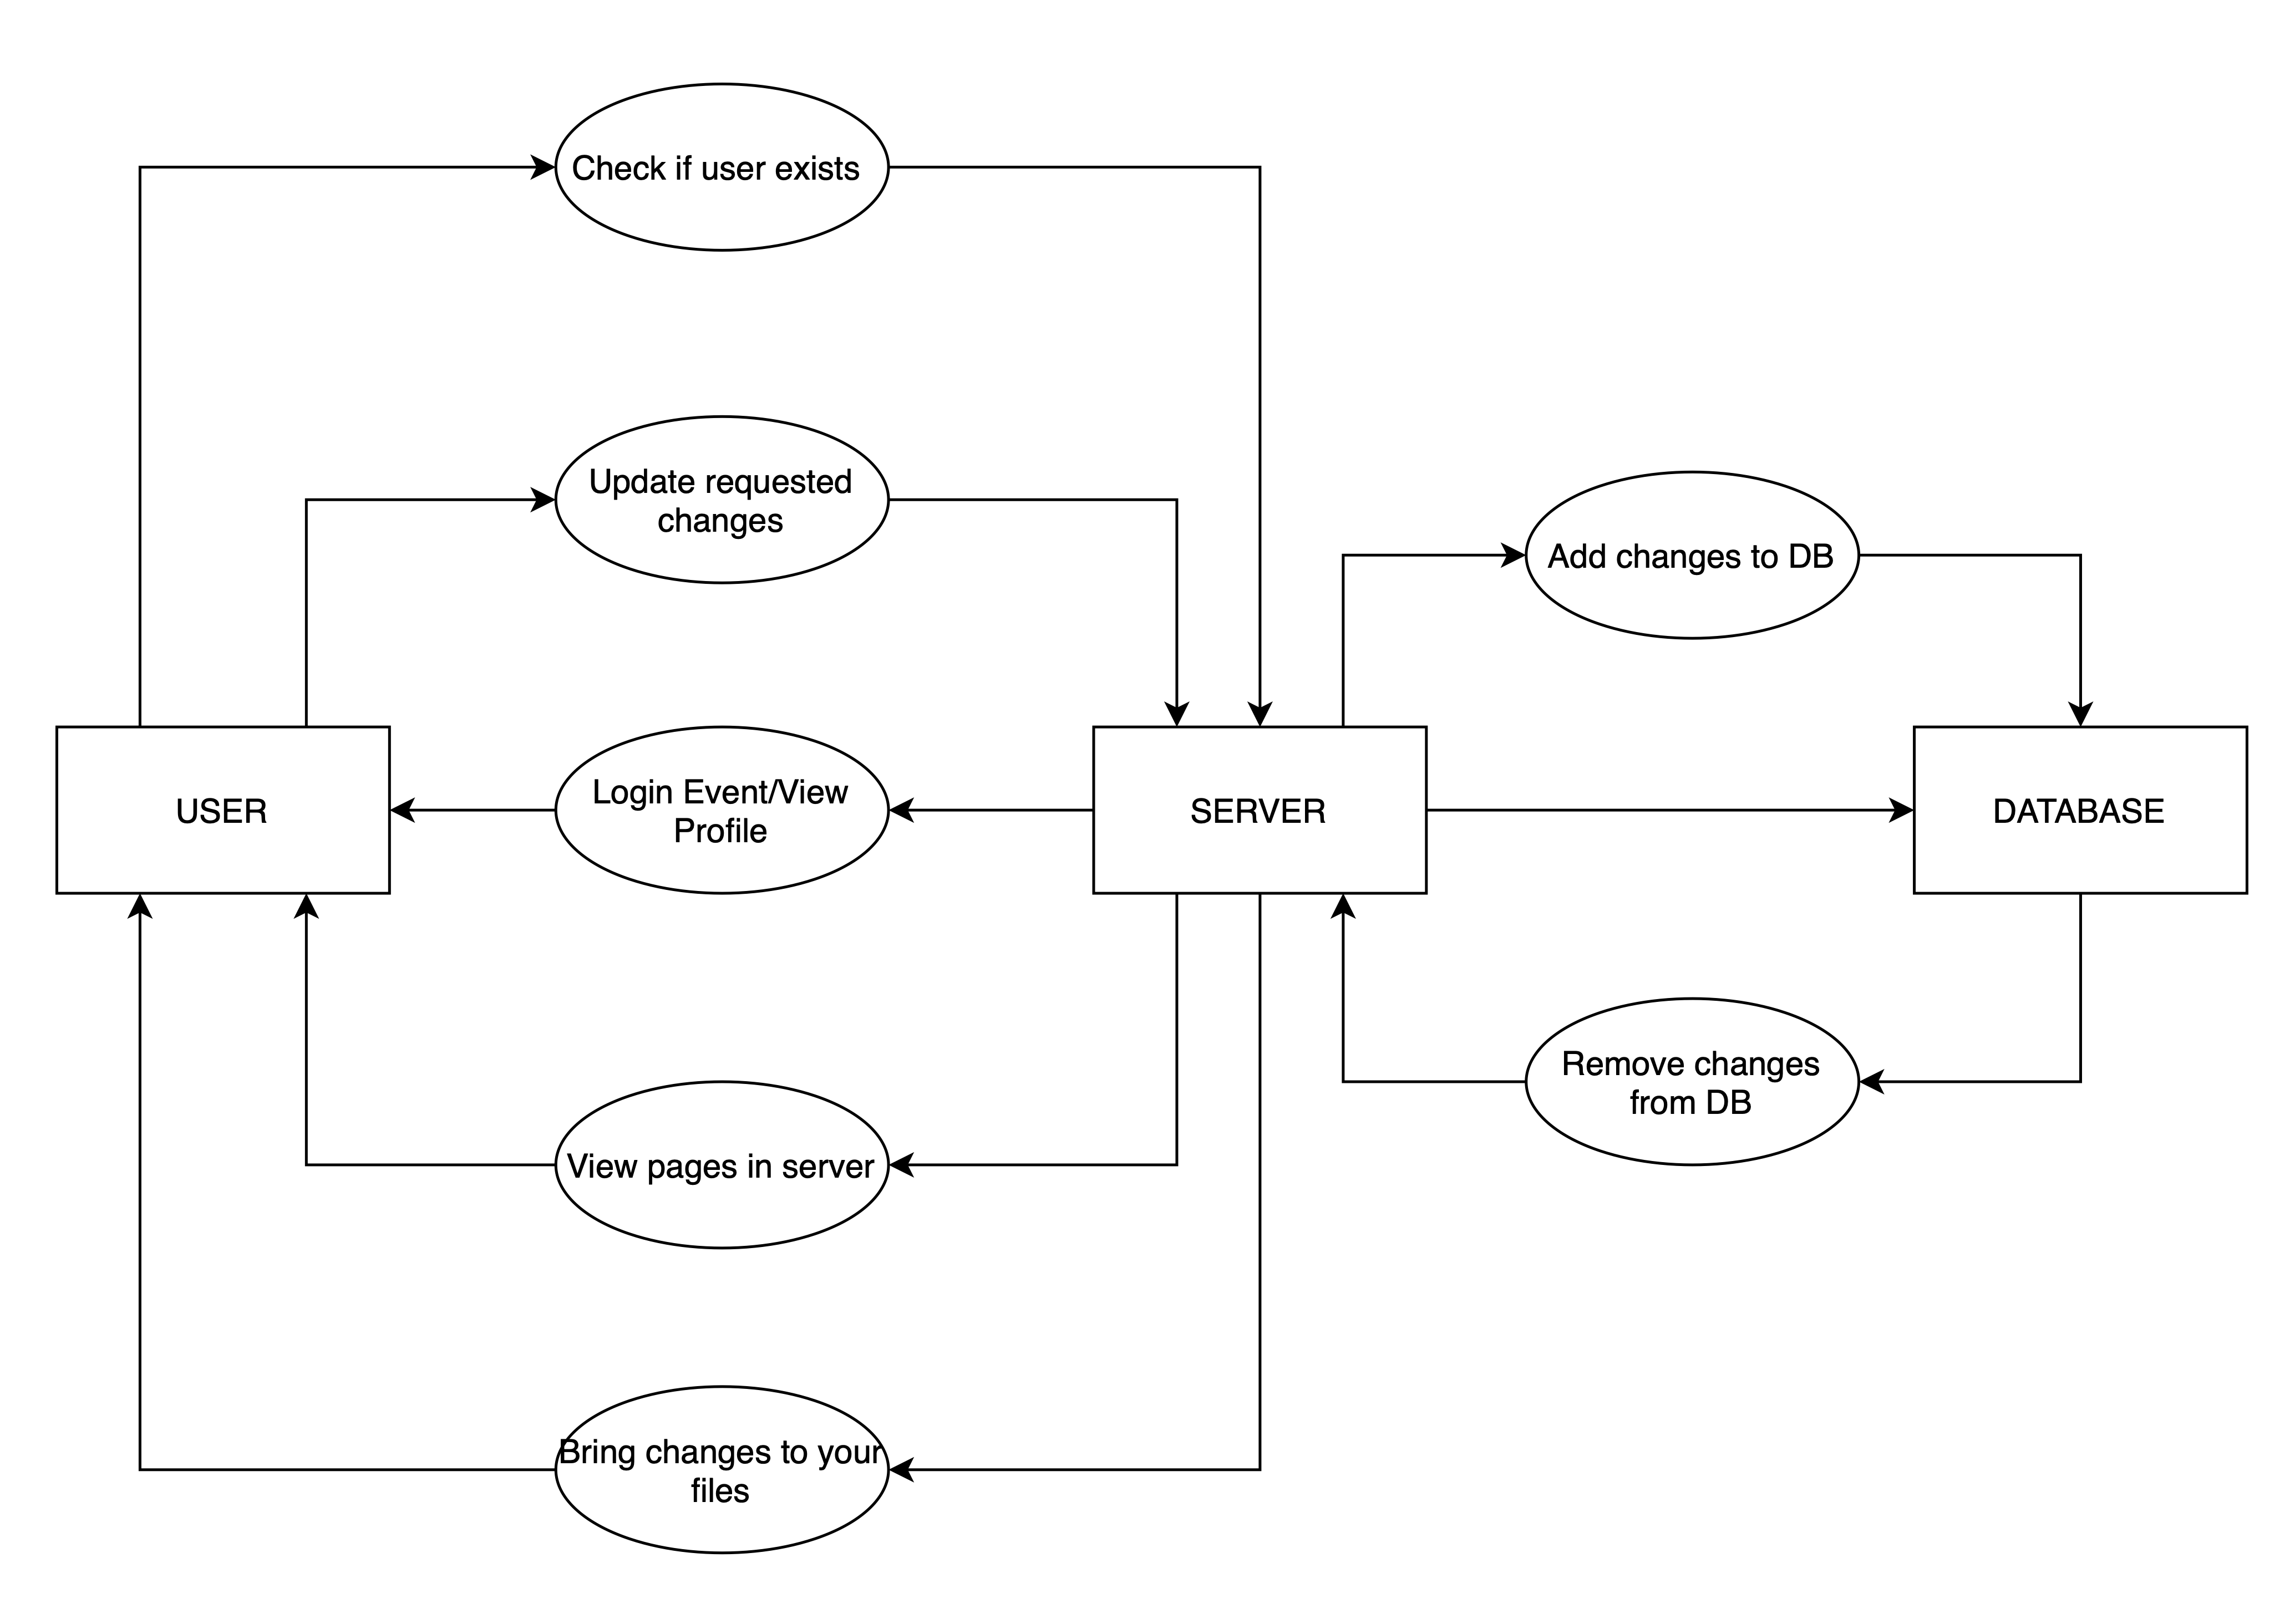 Check if user exists
Update requested
changes
Add changes to DB
USER
Login Event/View
Profile
SERVER
DATABASE
Remove changes
from DB
View pages in server
Bring changes to your
files